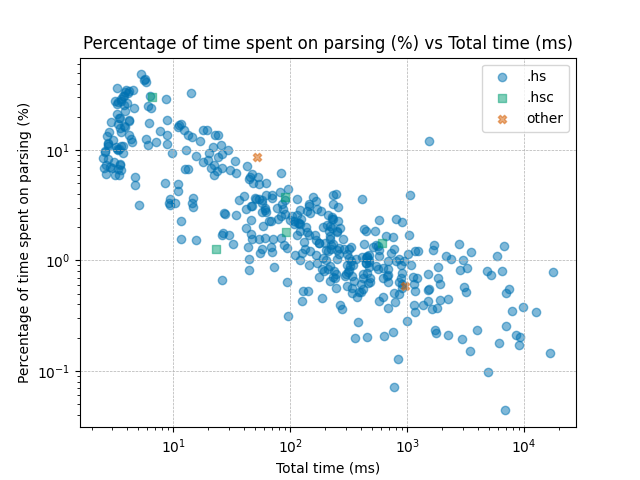 Percentage of time spent on parsing (%) vs Total time (ms)
Percentage of time spent on parsing (%)
10¹
10⁰
10⁻¹
.hs
.hsc
other
10¹ 10² 10³ 10⁴
Total time (ms)